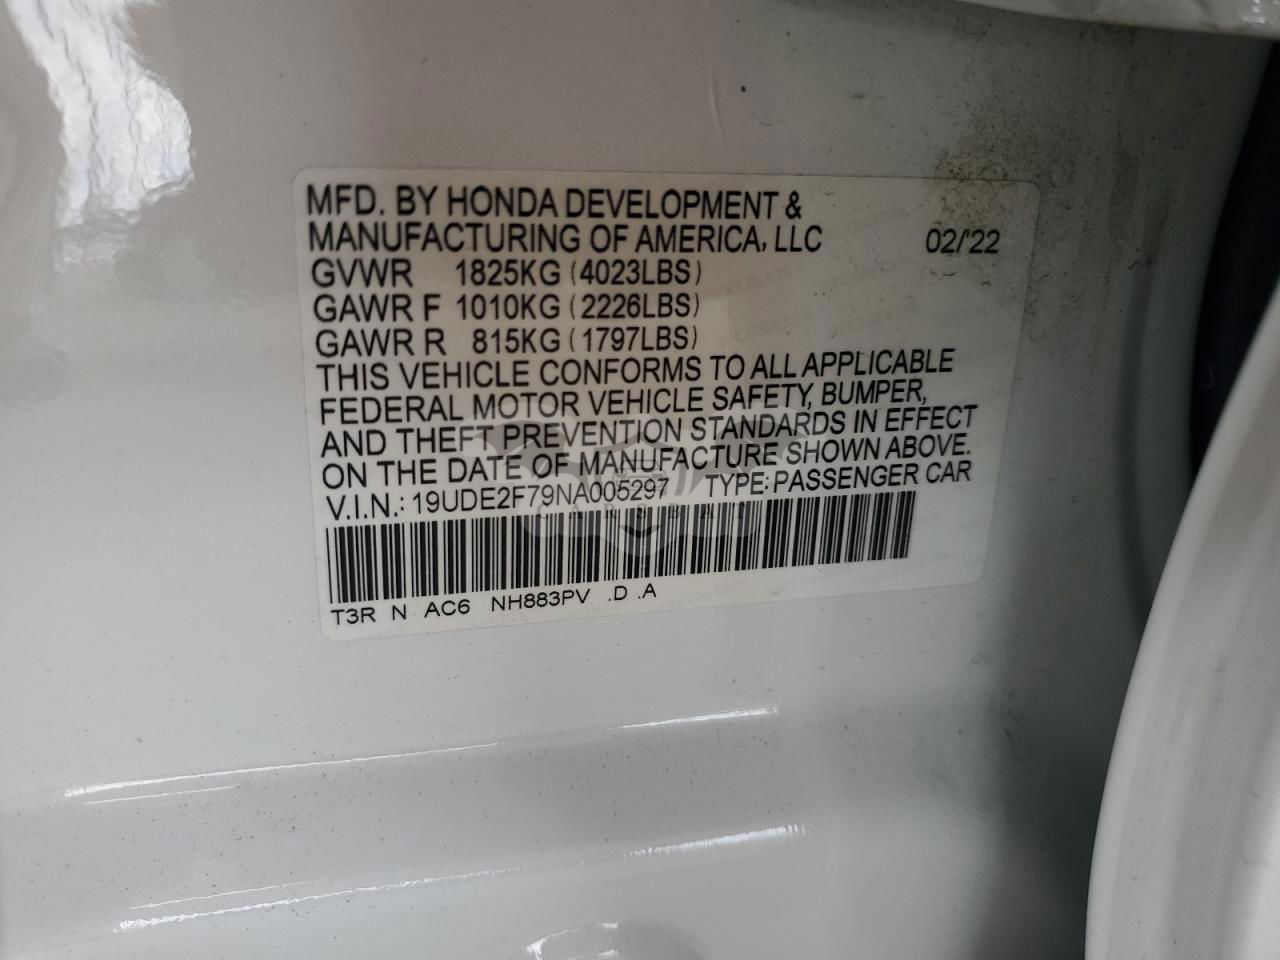 MFD. BY HONDA DEVELOPMENT &
MANUFACTURING OF AMERICA, LLC 02/'22
GVWR 1825KG (4023LBS)
GAWR F 1010KG (2226LBS)
GAWR R 815KG (1797LBS)
THIS VEHICLE CONFORMS TO ALL APPLICABLE
FEDERAL MOTOR VEHICLE SAFETY, BUMPER,
AND THEFT PREVENTION STANDARDS IN EFFECT
ON THE DATE OF MANUFACTURE SHOWN ABOVE.
V.I.N.: 19UDE2F79NA005297 TYPE: PASSENGER CAR
T3R N AC6 NH883PV .D .A